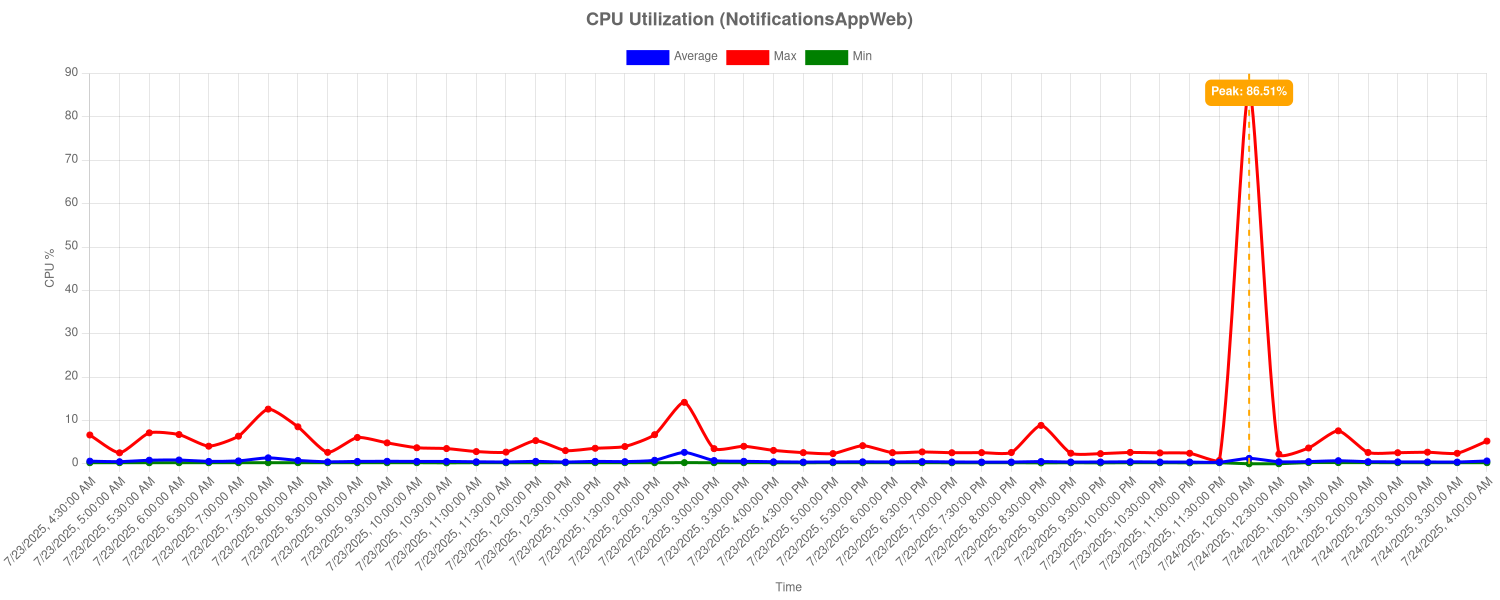 CPU Utilization (NotificationsAppWeb)
Average Max Min
90
Peak: 86.51%
80
70
60
50
40
30
20
10
0
CPU %
7/23/2025, 4:30:00 AM
7/23/2025, 5:00:00 AM
7/23/2025, 5:30:00 AM
7/23/2025, 6:00:00 AM
7/23/2025, 6:30:00 AM
7/23/2025, 7:00:00 AM
7/23/2025, 7:30:00 AM
7/23/2025, 8:00:00 AM
7/23/2025, 8:30:00 AM
7/23/2025, 9:00:00 AM
7/23/2025, 9:30:00 AM
7/23/2025, 10:00:00 AM
7/23/2025, 10:30:00 AM
7/23/2025, 11:00:00 AM
7/23/2025, 11:30:00 AM
7/23/2025, 12:00:00 PM
7/23/2025, 12:30:00 PM
7/23/2025, 1:00:00 PM
7/23/2025, 1:30:00 PM
7/23/2025, 2:00:00 PM
7/23/2025, 2:30:00 PM
7/23/2025, 3:00:00 PM
7/23/2025, 3:30:00 PM
7/23/2025, 4:00:00 PM
7/23/2025, 4:30:00 PM
7/23/2025, 5:00:00 PM
7/23/2025, 5:30:00 PM
7/23/2025, 6:00:00 PM
7/23/2025, 6:30:00 PM
7/23/2025, 7:00:00 PM
7/23/2025, 7:30:00 PM
7/23/2025, 8:00:00 PM
7/23/2025, 8:30:00 PM
7/23/2025, 9:00:00 PM
7/23/2025, 9:30:00 PM
7/23/2025, 10:00:00 PM
7/23/2025, 10:30:00 PM
7/23/2025, 11:00:00 PM
7/23/2025, 11:30:00 PM
7/24/2025, 12:00:00 AM
7/24/2025, 12:30:00 AM
7/24/2025, 1:00:00 AM
7/24/2025, 1:30:00 AM
7/24/2025, 2:00:00 AM
7/24/2025, 2:30:00 AM
7/24/2025, 3:00:00 AM
7/24/2025, 3:30:00 AM
7/24/2025, 4:00:00 AM
Time